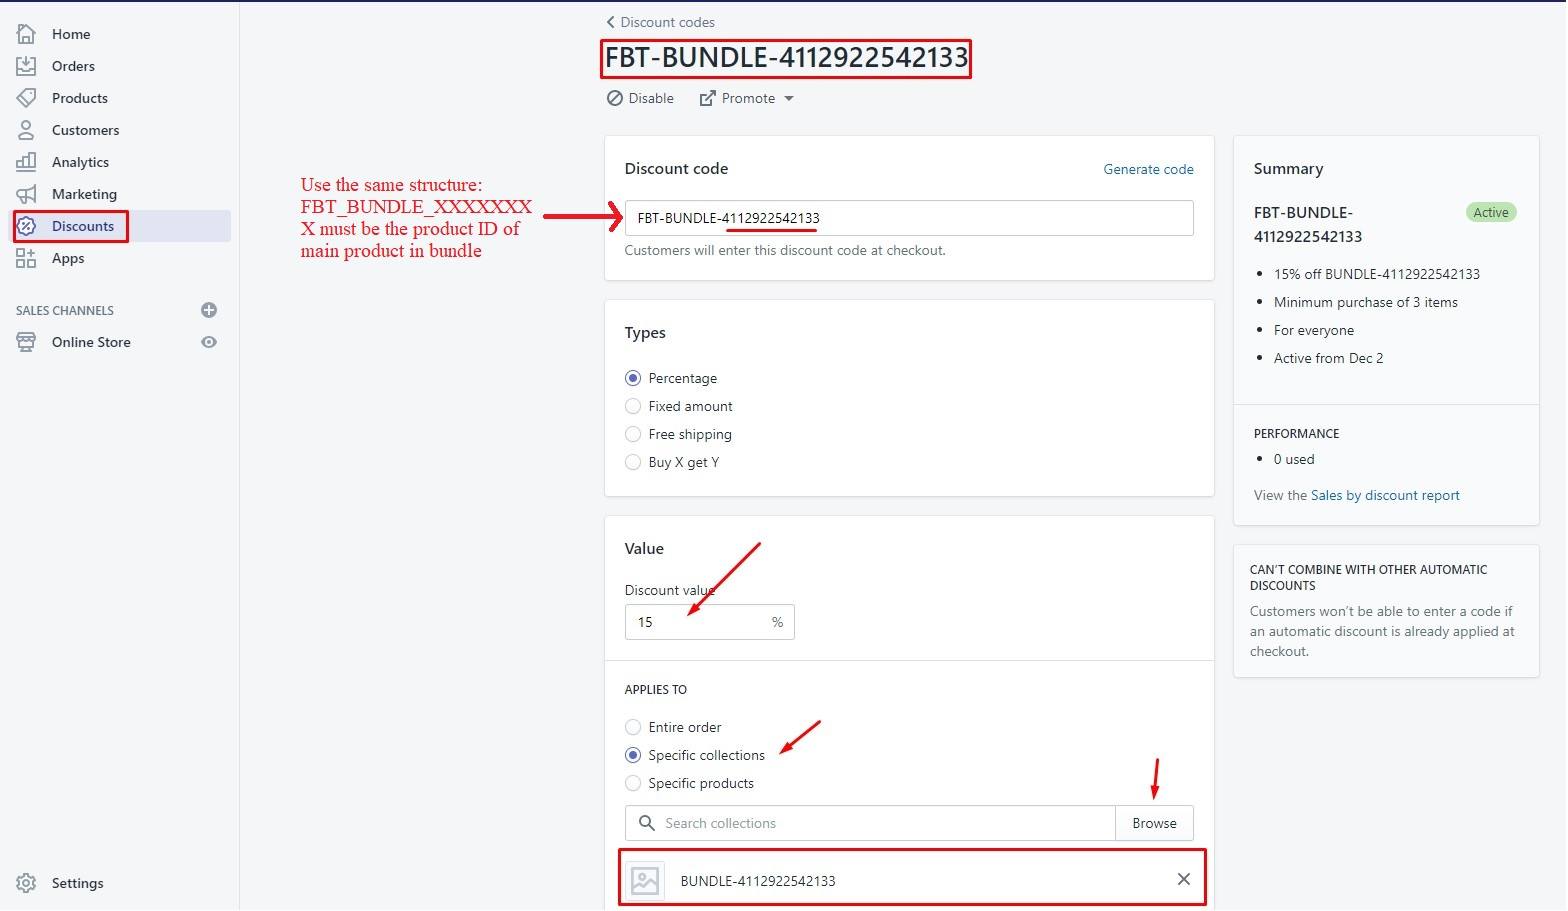 Home
Orders
Products
Customers
Analytics
Marketing
Discounts
Apps
SALES CHANNELS
Online Store
Settings
Use the same structure:
FBT_BUNDLE_XXXXXXX
X must be the product ID of
main product in bundle
Discount codes
FBT-BUNDLE-4112922542133
Disable
Promote
Discount code
Generate code
FBT-BUNDLE-4112922542133
Customers will enter this discount code at checkout.
Types
Percentage
Fixed amount
Free shipping
Buy X get Y
Value
Discount value
15 %
APPLIES TO
Entire order
Specific collections
Specific products
Search collections
Browse
BUNDLE-4112922542133
Summary
FBT-BUNDLE-
4112922542133
Active
15% off BUNDLE-4112922542133
Minimum purchase of 3 items
For everyone
Active from Dec 2
PERFORMANCE
0 used
View the Sales by discount report
CAN'T COMBINE WITH OTHER AUTOMATIC
DISCOUNTS
Customers won't be able to enter a code if
an automatic discount is already applied at
checkout.